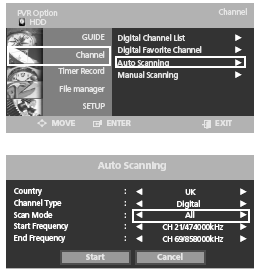 PVR Option Channel
HDD
GUIDE
Channel
Timer Record
File manager
SETUP
Digital Channel List
Digital Favorite Channel
Auto Scanning
Manual Scanning
MOVE ENTER EXIT
Auto Scanning
Country : UK
Channel Type : Digital
Scan Mode : All
Start Frequency : CH 21/474000kHz
End Frequency : CH 69/858000kHz
Start Cancel